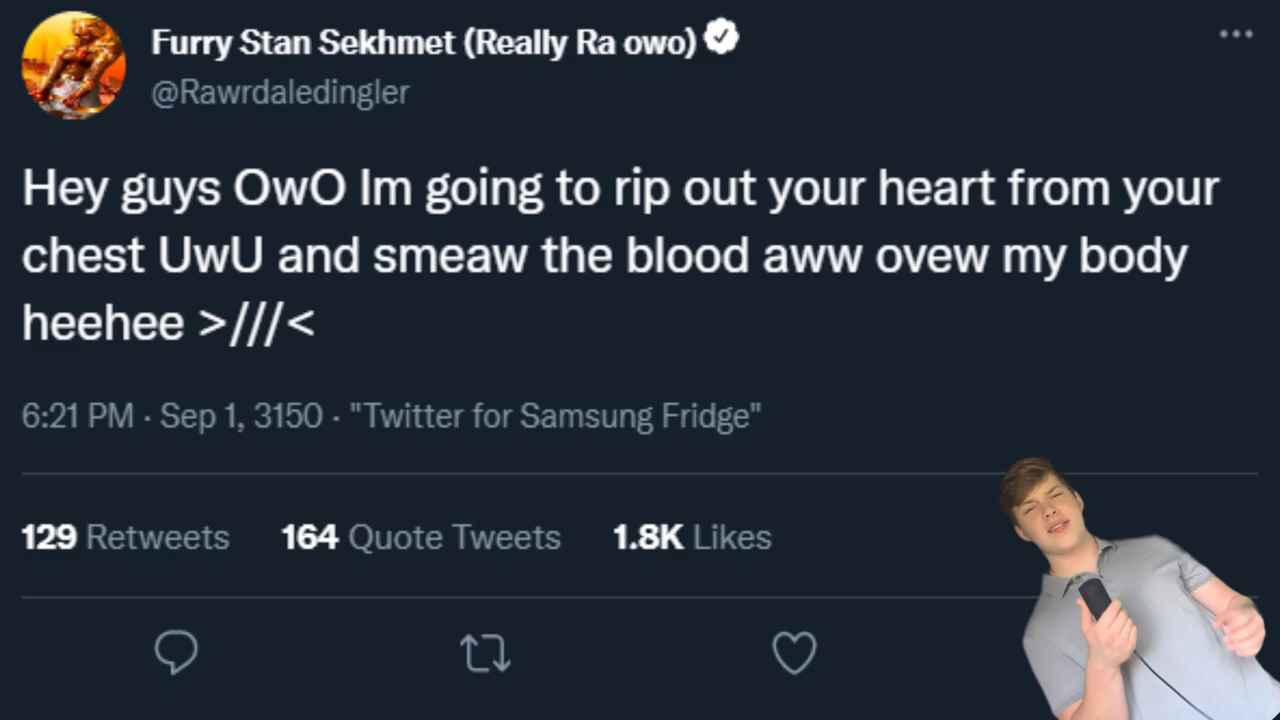 Furry Stan Sekhmet (Really Ra owo)
@Rawrdaledingler
Hey guys OwO Im going to rip out your heart from your
chest UwU and smeaw the blood aww ovew my body
heehee >///<
6:21 PM · Sep 1, 3150 · "Twitter for Samsung Fridge"
129 Retweets 164 Quote Tweets 1.8K Likes